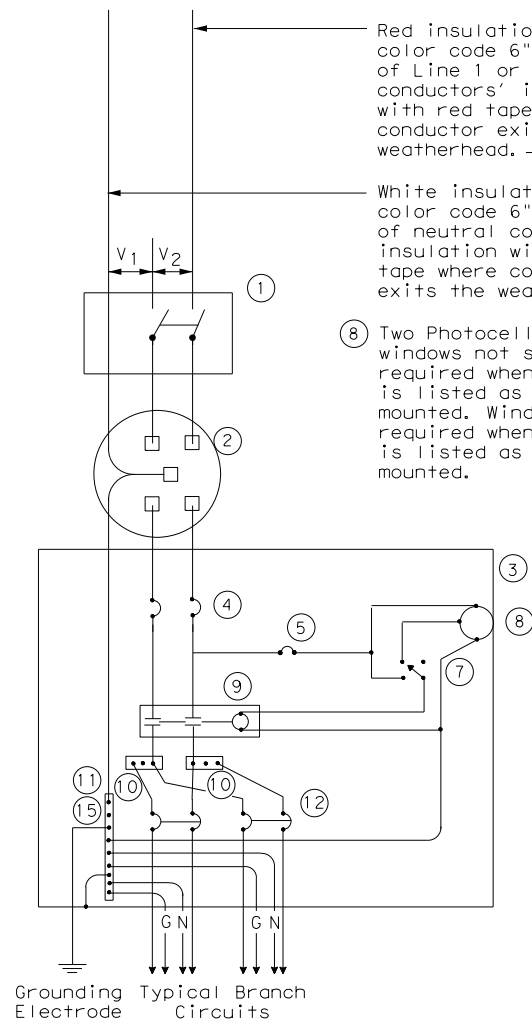 Red insulatio
color code 6"
of Line 1 or
conductors' i
with red tape
conductor exi
weatherhead.
White insulat
color code 6"
of neutral co
insulation wi
tape where co
exits the wea
V1 V2
1
8 Two Photocell
windows not s
required when
is listed as
mounted. Wind
required when
is listed as
mounted.
2
3
4
5
8
7
9
11
10 10
15
12
G N G N
Grounding Typical Branch
Electrode Circuits